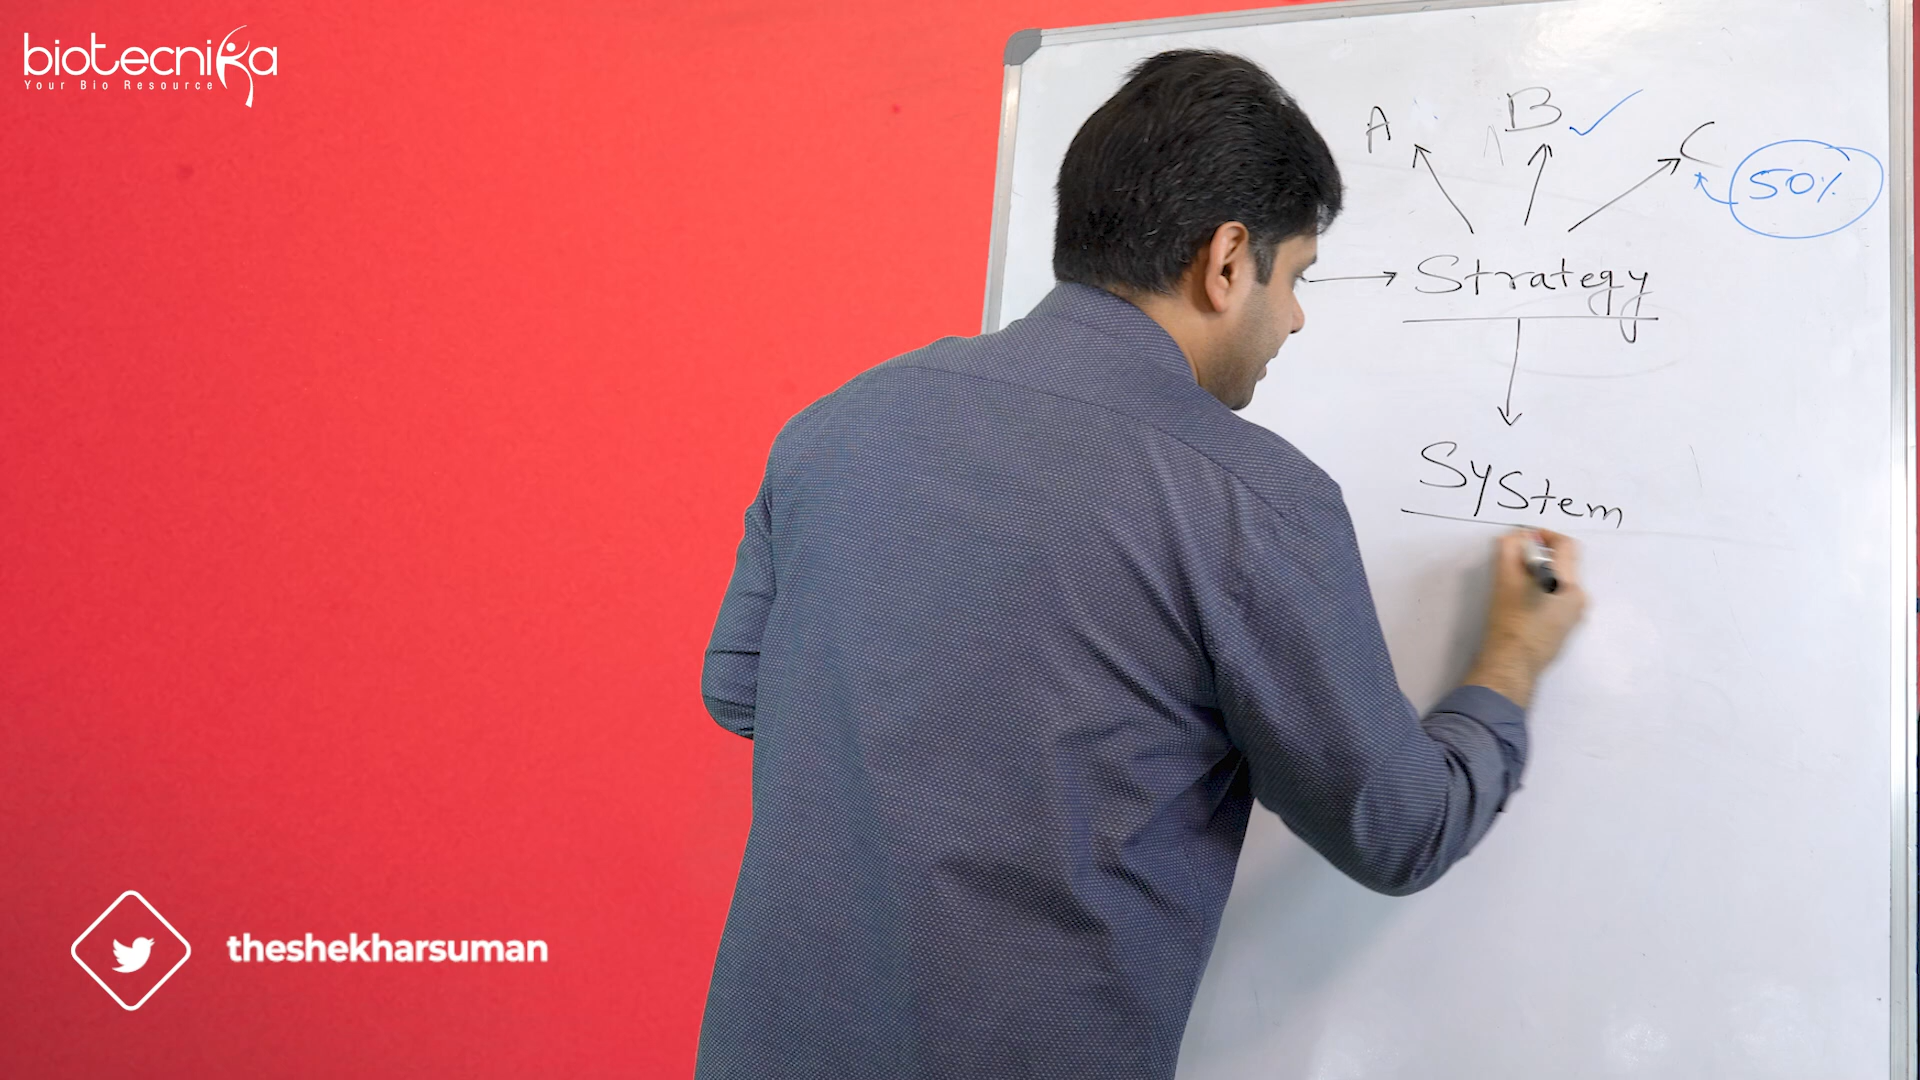 biotecnika
Your Bio Resource
A B C
50%
Strategy
System
theshekharsuman